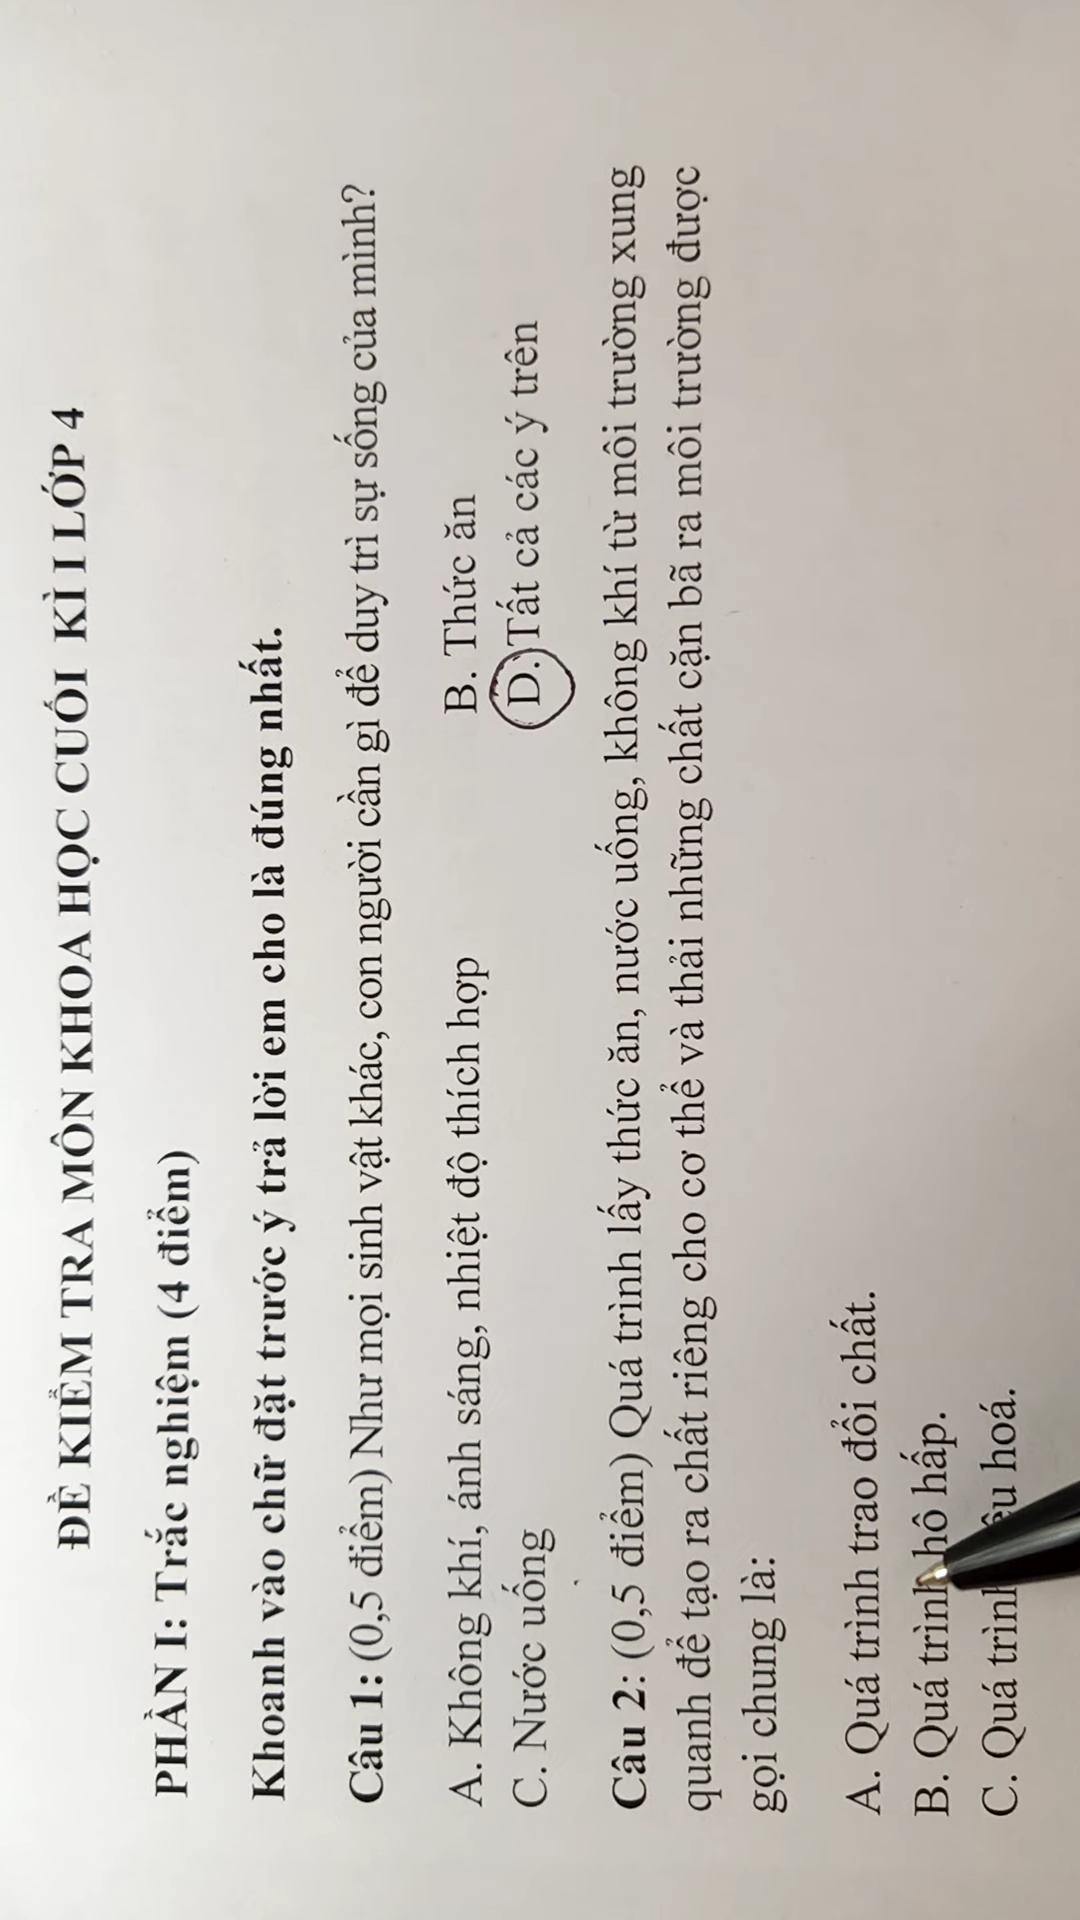 ĐỀ KIỂM TRA MÔN KHOA HỌC CUỐI KÌ I LỚP 4
PHẦN I: Trắc nghiệm (4 điểm)
Khoanh vào chữ đặt trước ý trả lời em cho là đúng nhất.
Câu 1: (0,5 điểm) Như mọi sinh vật khác, con người cần gì để duy trì sự sống của mình?
A. Không khí, ánh sáng, nhiệt độ thích hợp B. Thức ăn
C. Nước uống D. Tất cả các ý trên
Câu 2: (0,5 điểm) Quá trình lấy thức ăn, nước uống, không khí từ môi trường xung
quanh để tạo ra chất riêng cho cơ thể và thải những chất cặn bã ra môi trường được
gọi chung là:
A. Quá trình trao đổi chất.
B. Quá trình hô hấp.
C. Quá trình hoá.